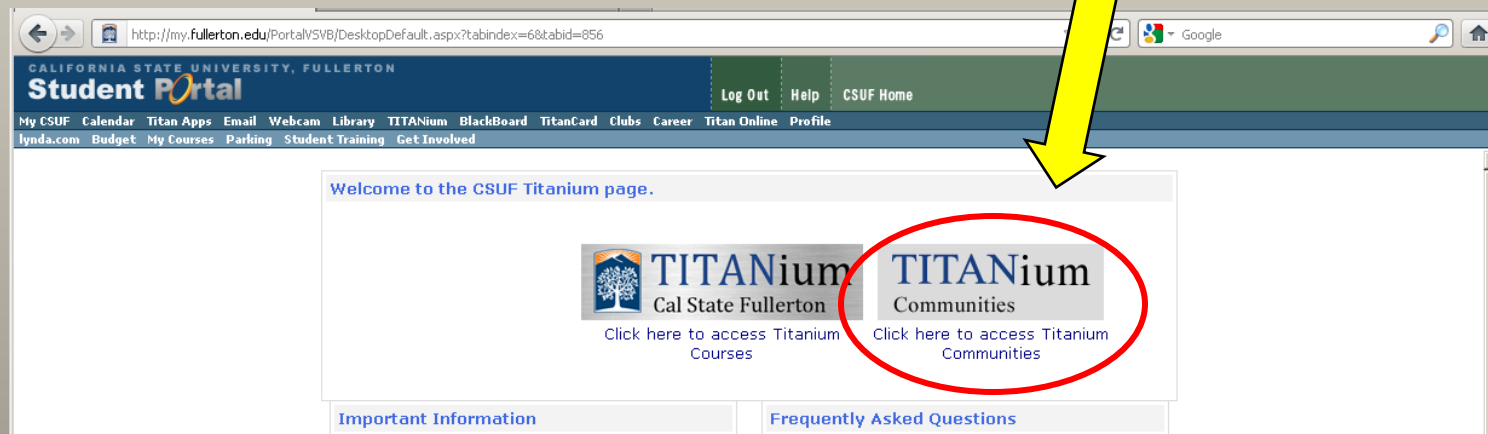 http://my.fullerton.edu/PortalVSVB/DesktopDefault.aspx?tabindex=6&tabid=856
Google
CALIFORNIA STATE UNIVERSITY, FULLERTON
Student Portal
Log Out Help CSUF Home
My CSUF Calendar Titan Apps Email Webcam Library TITANium BlackBoard TitanCard Clubs Career Titan Online Profile
lynda.com Budget My Courses Parking Student Training Get Involved
Welcome to the CSUF Titanium page.
TITANium
Cal State Fullerton
Click here to access Titanium
Courses
TITANium
Communities
Click here to access Titanium
Communities
Important Information
Frequently Asked Questions